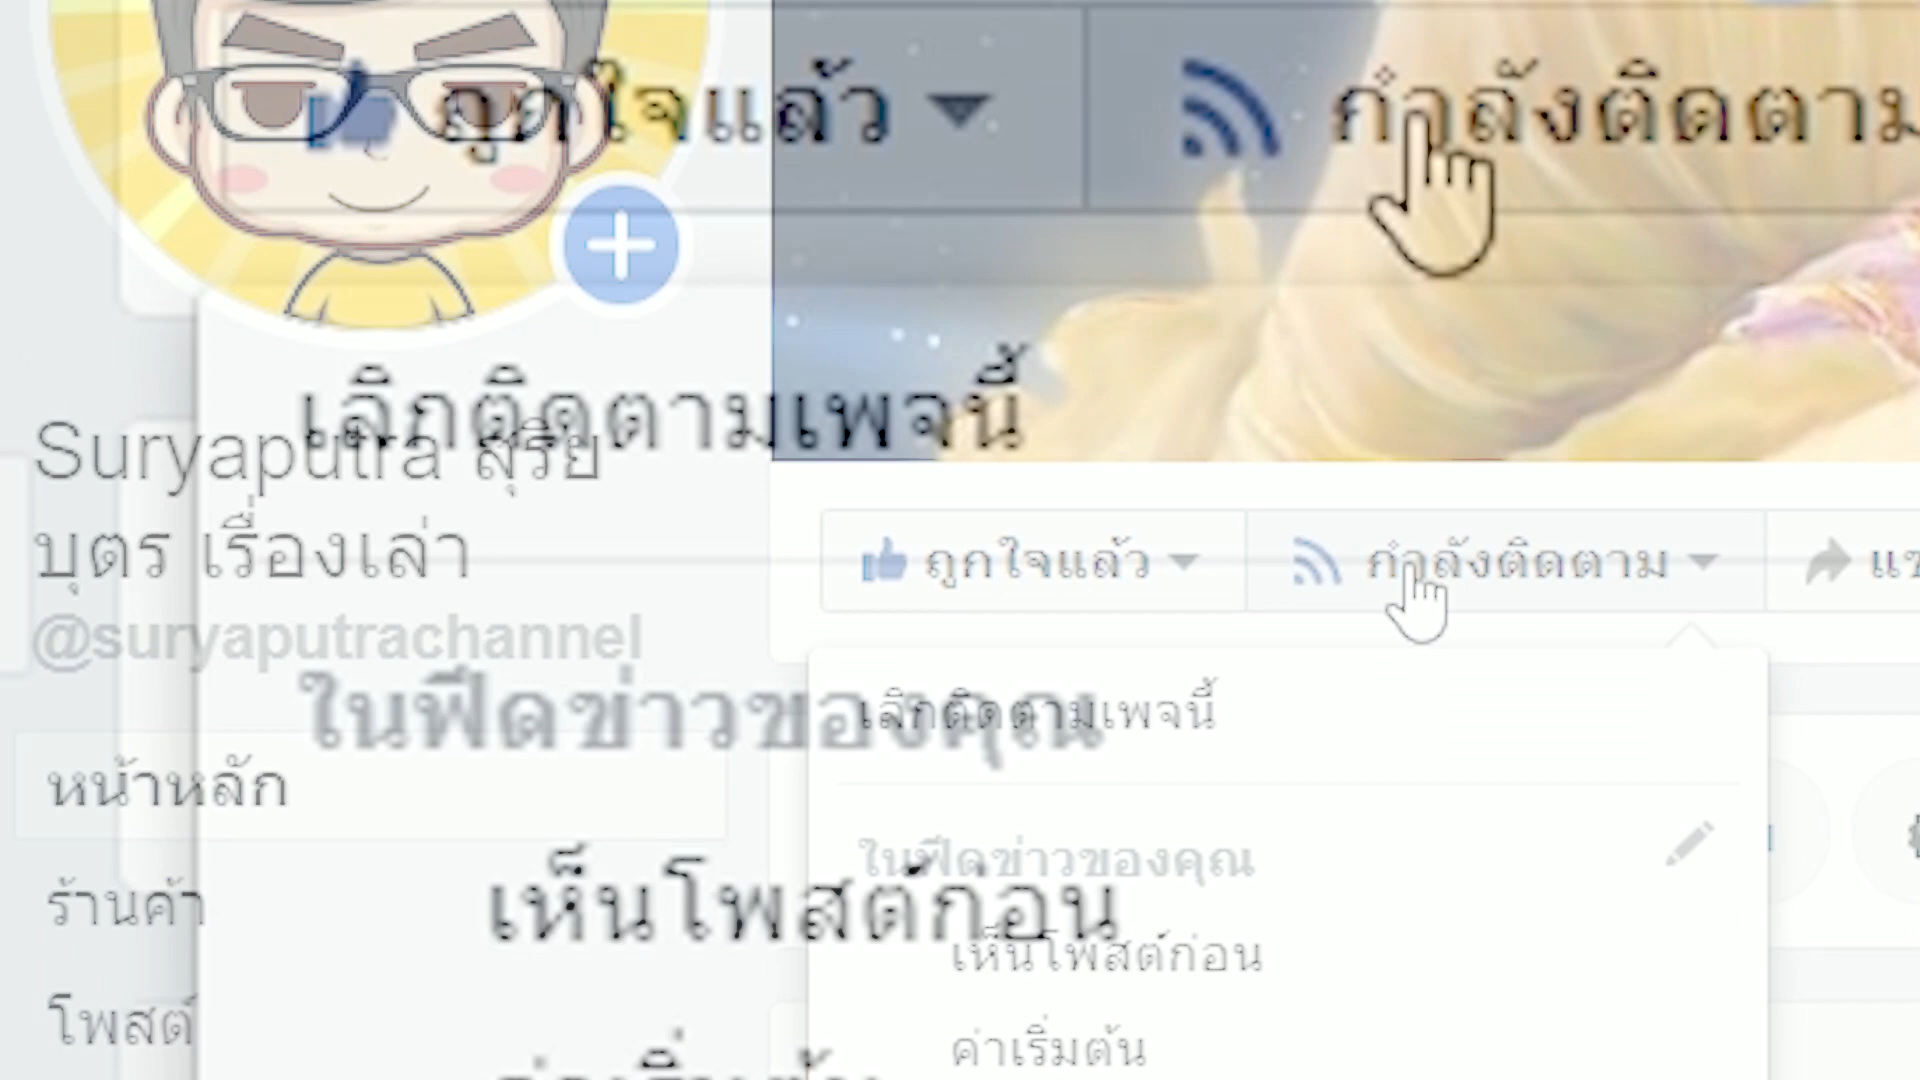 ถูกใจแล้ว
กำลังติดตาม
เลิกติดตามเพจนี้
Suryaputra สุริย
บุตร เรื่องเล่า
@suryaputrachannel
ถูกใจแล้ว
กำลังติดตาม
ในฟีดข่าวของคุณ
เลิกติดตามเพจนี้
หน้าหลัก
ในฟีดข่าวของคุณ
ร้านค้า
เห็นโพสต์ก่อน
เห็นโพสต์ก่อน
โพสต์
ค่าเริ่มต้น